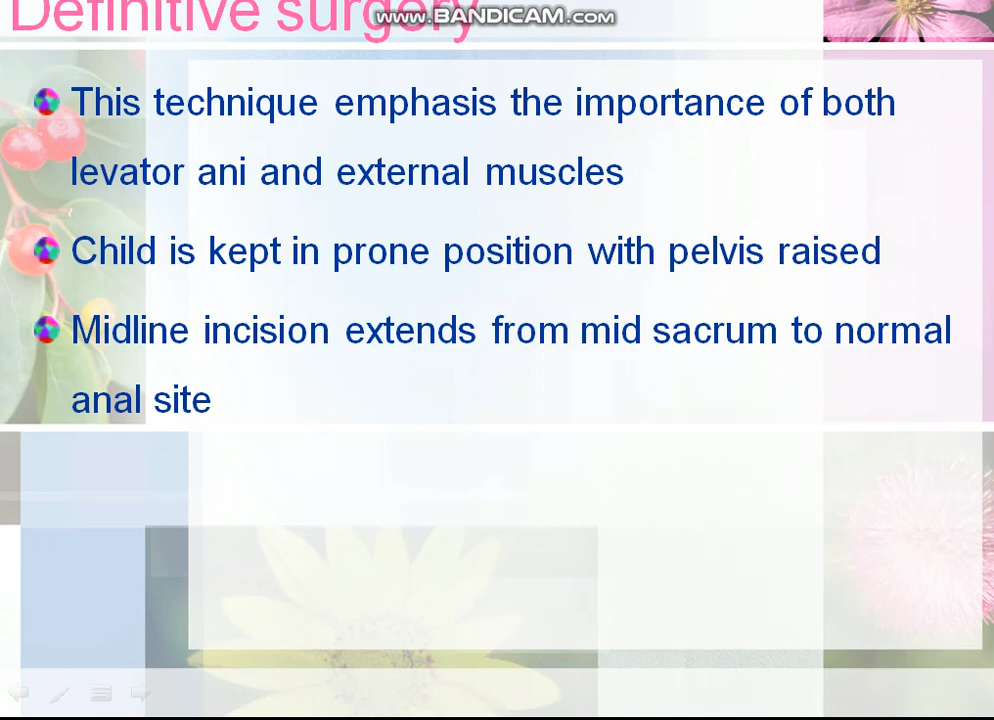 Definitive surgery
www.BANDICAM.com
This technique emphasis the importance of both
levator ani and external muscles
Child is kept in prone position with pelvis raised
Midline incision extends from mid sacrum to normal
anal site